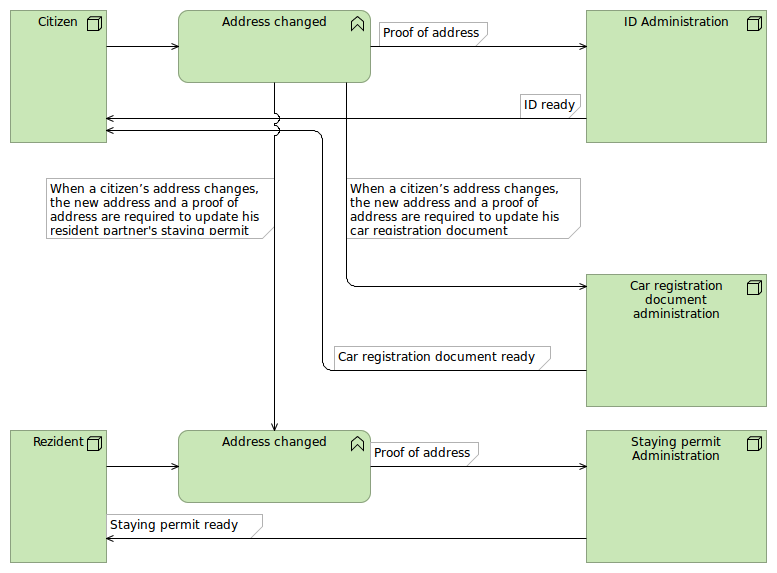 Citizen
Address changed
Proof of address
ID Administration
ID ready
When a citizen’s address changes,
the new address and a proof of
address are required to update his
resident partner's staying permit
When a citizen’s address changes,
the new address and a proof of
address are required to update his
car registration document
Car registration
document
administration
Car registration document ready
Rezident
Address changed
Proof of address
Staying permit
Administration
Staying permit ready